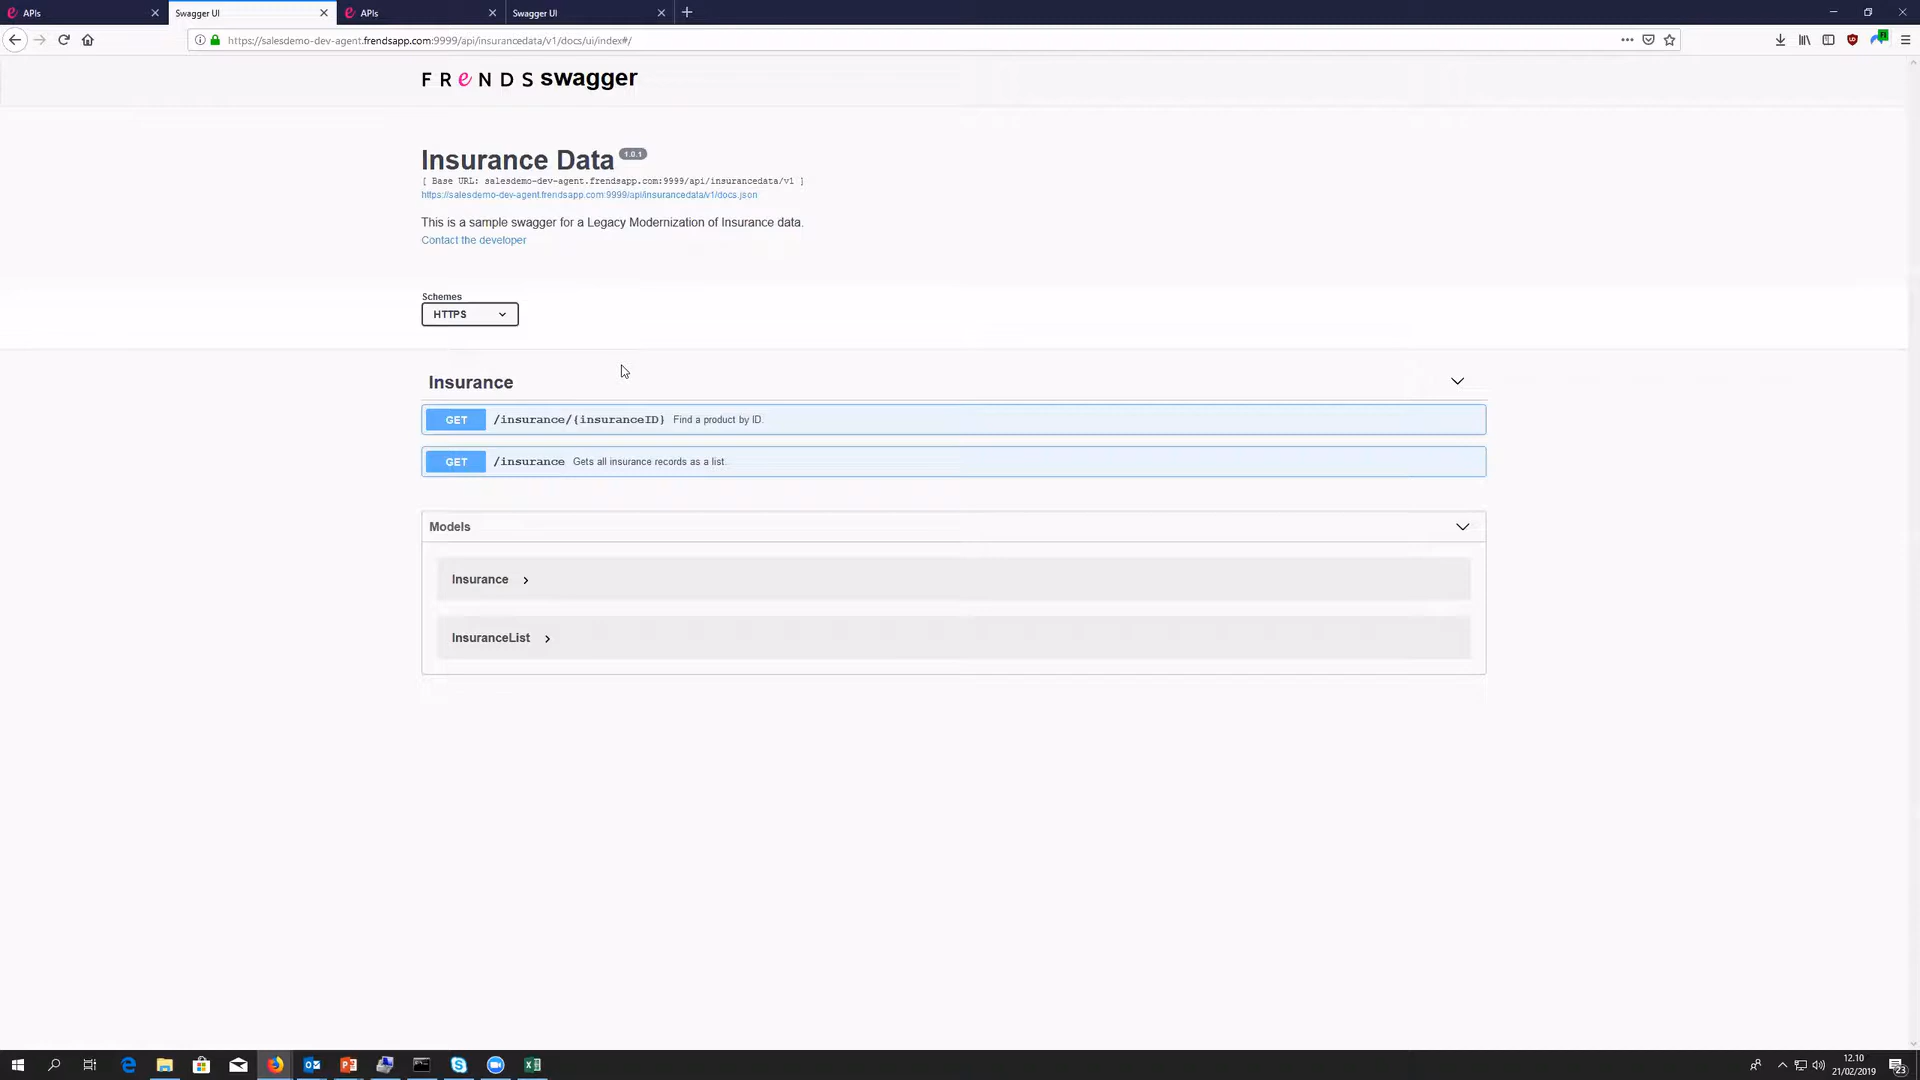 APIs
Swagger UI
APIs
Swagger UI
https://salesdemo-dev-agent.frendsapp.com:9999/api/insurancedata/v1/docs/ui/index#/
FReNDS swagger
Insurance Data 1.0.1
[ Base URL: salesdemo-dev-agent.frendsapp.com:9999/api/insurancedata/v1 ]
https://salesdemo-dev-agent.frendsapp.com:9999/api/insurancedata/v1/docs.json
This is a sample swagger for a Legacy Modernization of Insurance data.
Contact the developer
Schemes
HTTPS
Insurance
GET /insurance/{insuranceID} Find a product by ID.
GET /insurance Gets all insurance records as a list.
Models
Insurance
InsuranceList
12.10
21/02/2019
23